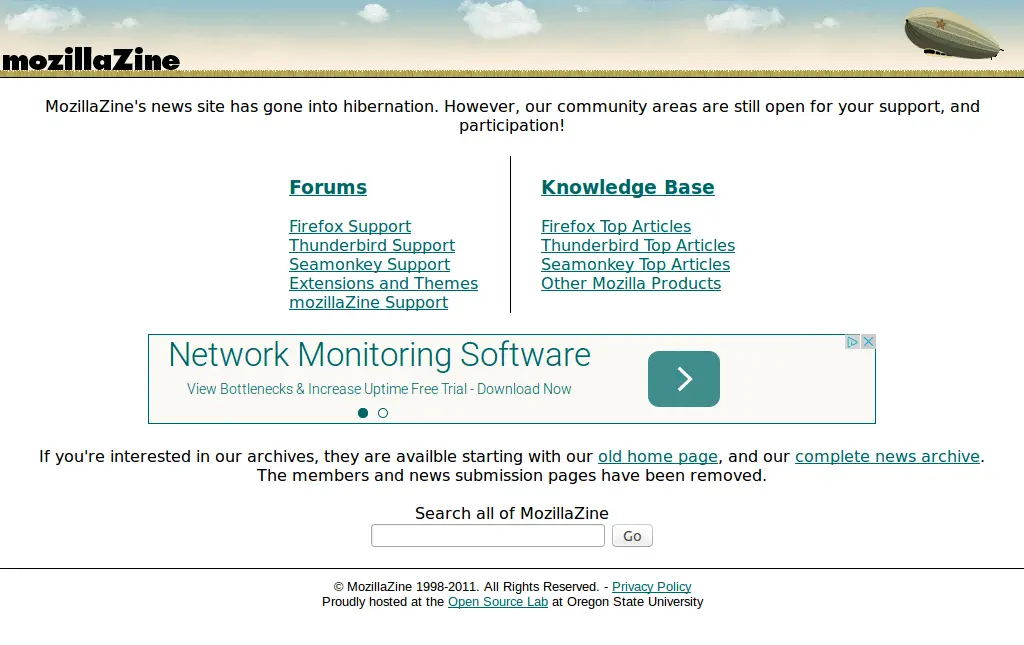 mozillaZine
MozillaZine's news site has gone into hibernation. However, our community areas are still open for your support, and
participation!
Forums
Firefox Support
Thunderbird Support
Seamonkey Support
Extensions and Themes
mozillaZine Support
Knowledge Base
Firefox Top Articles
Thunderbird Top Articles
Seamonkey Top Articles
Other Mozilla Products
Network Monitoring Software
View Bottlenecks & Increase Uptime Free Trial - Download Now
If you're interested in our archives, they are availble starting with our old home page, and our complete news archive.
The members and news submission pages have been removed.
Search all of MozillaZine
Go
© MozillaZine 1998-2011. All Rights Reserved. - Privacy Policy
Proudly hosted at the Open Source Lab at Oregon State University